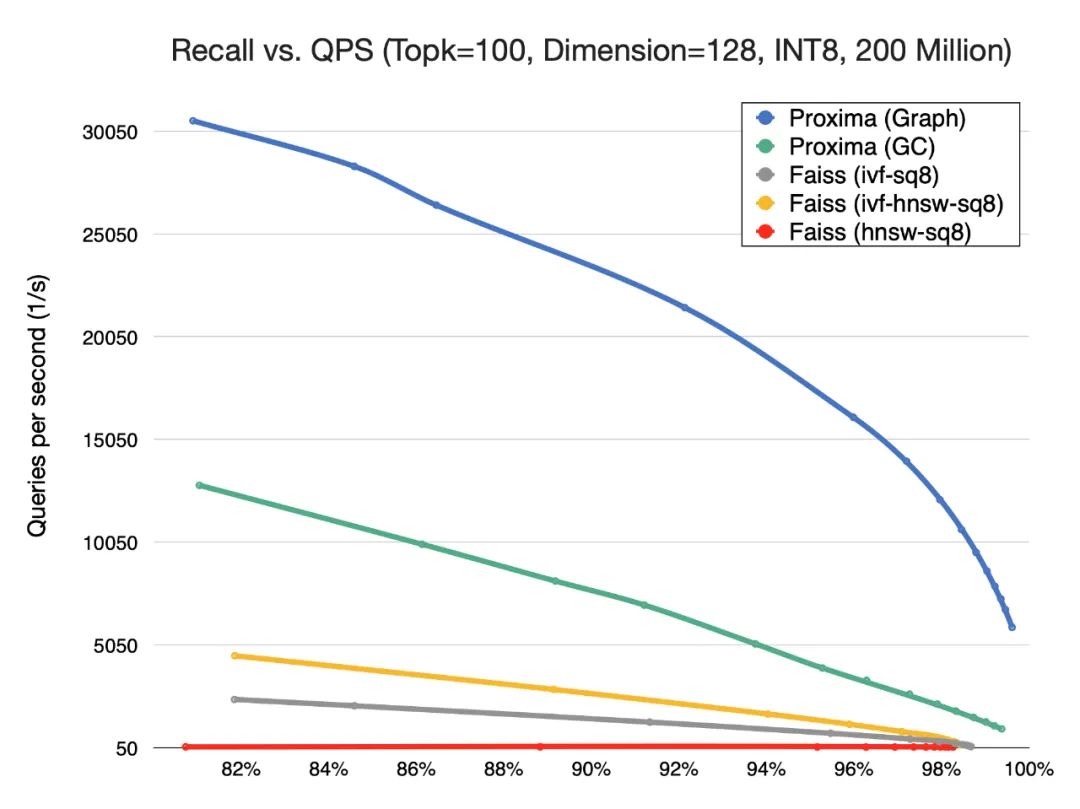 Recall vs. QPS (Topk=100, Dimension=128, INT8, 200 Million)
Proxima (Graph)
Proxima (GC)
Faiss (ivf-sq8)
Faiss (ivf-hnsw-sq8)
Faiss (hnsw-sq8)
Queries per second (1/s)
30050
25050
20050
15050
10050
5050
50
82% 84% 86% 88% 90% 92% 94% 96% 98% 100%